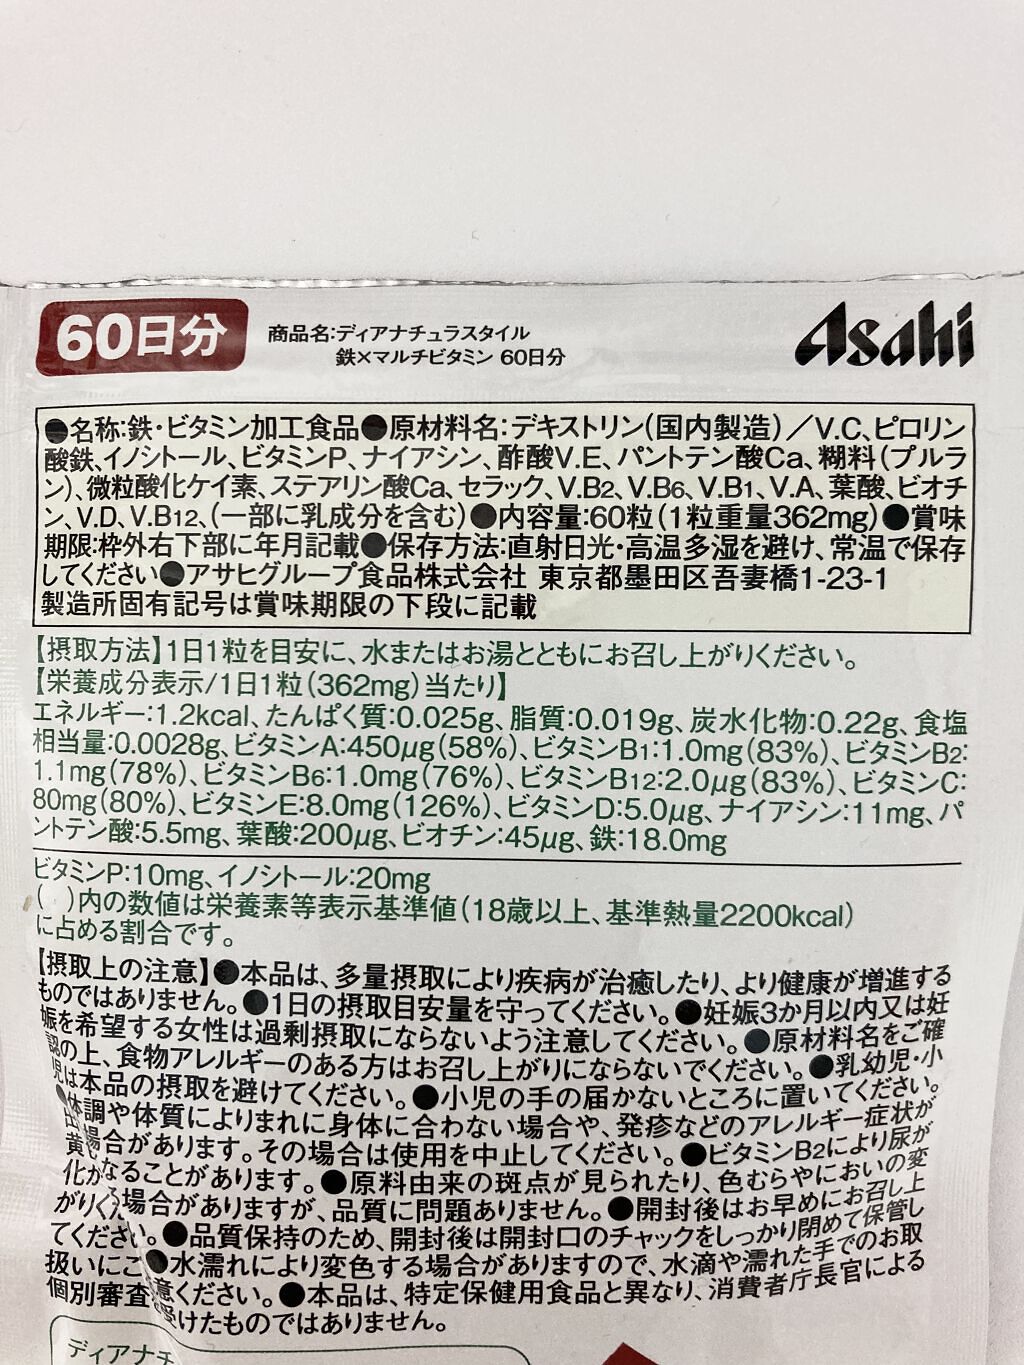 60日分
商品名:ディアナチュラスタイル
鉄×マルチビタミン 60日分
Asahi
●名称:鉄・ビタミン加工食品●原材料名:デキストリン(国内製造)/V.C、ピロリン
酸鉄、イノシトール、ビタミンP、ナイアシン、酢酸V.E、パントテン酸Ca、糊料(プルラ
ン)、微粒酸化ケイ素、ステアリン酸Ca、セラック、V.B2、V.B6、V.B1、V.A、葉酸、ビオチ
ン、V.D、V.B12、(一部に乳成分を含む)●内容量:60粒(1粒重量362mg)●賞味
期限:枠外右下部に年月記載●保存方法:直射日光・高温多湿を避け、常温で保存
してください●アサヒグループ食品株式会社 東京都墨田区吾妻橋1-23-1
製造所固有記号は賞味期限の下段に記載
【摂取方法】1日1粒を目安に、水またはお湯とともにお召し上がりください。
【栄養成分表示/1日1粒(362mg)当たり】
エネルギー:1.2kcal、たんぱく質:0.025g、脂質:0.019g、炭水化物:0.22g、食塩
相当量:0.0028g、ビタミンA:450μg(58%)、ビタミンB1:1.0mg(83%)、ビタミンB2:
1.1mg(78%)、ビタミンB6:1.0mg(76%)、ビタミンB12:2.0μg(83%)、ビタミンC:
80mg(80%)、ビタミンE:8.0mg(126%)、ビタミンD:5.0μg、ナイアシン:11mg、パ
ントテン酸:5.5mg、葉酸:200μg、ビオチン:45μg、鉄:18.0mg
ビタミンP:10mg、イノシトール:20mg
( )内の数値は栄養素等表示基準値(18歳以上、基準熱量2200kcal)
に占める割合です。
【摂取上の注意】●本品は、多量摂取により疾病が治癒したり、より健康が増進する
ものではありません。●1日の摂取目安量を守ってください。●妊娠3か月以内又は妊
娠を希望する女性は過剰摂取にならないよう注意してください。●原材料名をご確
認の上、食物アレルギーのある方はお召し上がりにならないでください。●乳幼児・小
児は本品の摂取を避けてください。●小児の手の届かないところに置いてください。
●体調や体質によりまれに身体に合わない場合や、発疹などのアレルギー症状が
出る場合があります。その場合は使用を中止してください。●ビタミンB2により尿が
黄色くなることがあります。●原料由来の斑点が見られたり、色むらやにおいの変
化がある場合がありますが、品質に問題ありません。●開封後はお早めにお召し上
がりください。●品質保持のため、開封後は開封口のチャックをしっかり閉めて保管し
てください。●水濡れにより変色する場合がありますので、水滴や濡れた手でのお取
扱いにご注意ください。●本品は、特定保健用食品と異なり、消費者庁長官による
個別審査を受けたものではありません。
ディアナチ